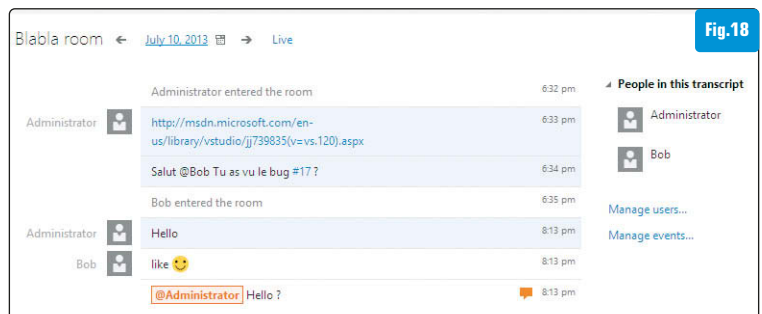 Fig.18
Blabla room ← July 10, 2013 → Live
Administrator entered the room 6:32 pm
Administrator http://msdn.microsoft.com/en- 6:33 pm
us/library/vstudio/jj739835(v=vs.120).aspx
Salut @Bob Tu as vu le bug #17 ? 6:34 pm
Bob entered the room 6:35 pm
Administrator Hello 8:13 pm
Bob like 8:13 pm
@Administrator Hello ? 8:13 pm
People in this transcript
Administrator
Bob
Manage users...
Manage events...